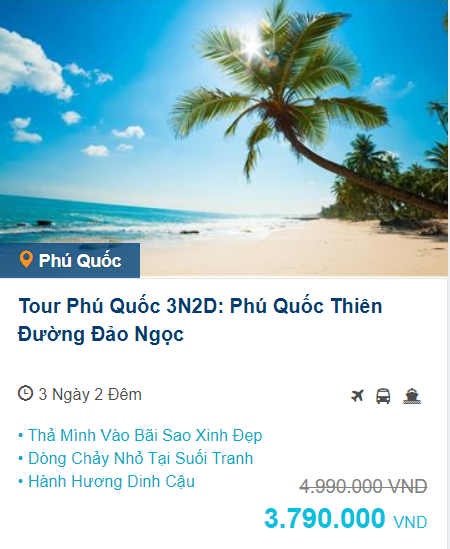 Phú Quốc
Tour Phú Quốc 3N2D: Phú Quốc Thiên
Đường Đảo Ngọc
3 Ngày 2 Đêm
• Thả Mình Vào Bãi Sao Xinh Đẹp
• Dòng Chảy Nhỏ Tại Suối Tranh
• Hành Hương Dinh Cậu
4.990.000 VND
3.790.000 VND